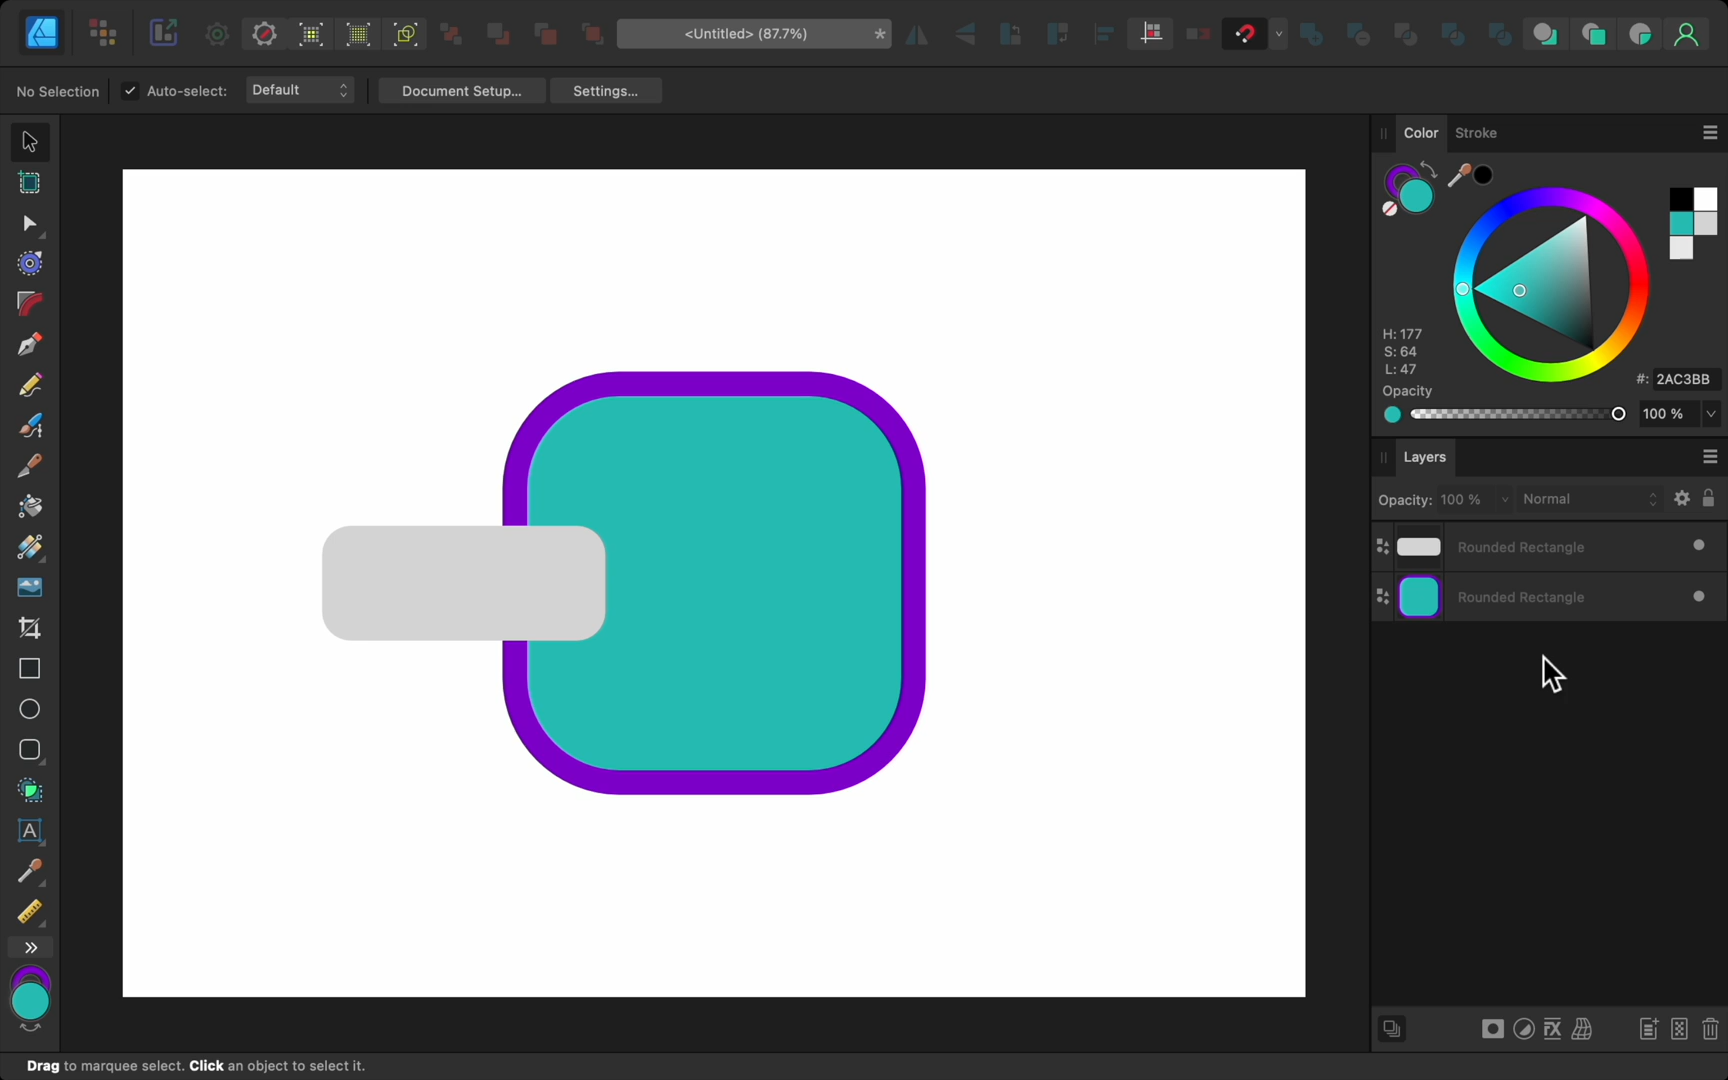 <Untitled> (87.7%)
*
No Selection
Auto-select:
Default
Document Setup...
Settings...
Color
Stroke
H: 177
S: 64
L: 47
#: 2AC3BB
Opacity
100 %
Layers
Opacity: 100 %
Normal
Rounded Rectangle
Rounded Rectangle
A
FX
Drag to marquee select. Click an object to select it.